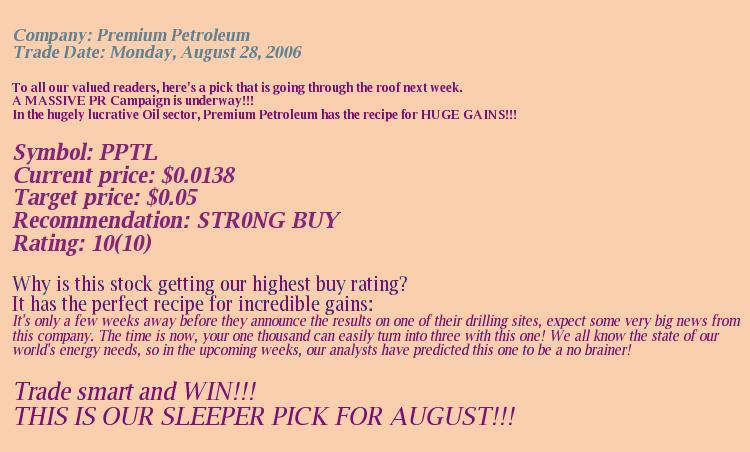 Company: Premium Petroleum
Trade Date: Monday, August 28, 2006
To all our valued readers, here's a pick that is going through the roof next week.
A MASSIVE PR Campaign is underway!!!
In the hugely lucrative Oil sector, Premium Petroleum has the recipe for HUGE GAINS!!!
Symbol: PPTL
Current price: $0.0138
Target price: $0.05
Recommendation: STR0NG BUY
Rating: 10(10)
Why is this stock getting our highest buy rating?
It has the perfect recipe for incredible gains:
It's only a few weeks away before they announce the results on one of their drilling sites, expect some very big news from
this company. The time is now, your one thousand can easily turn into three with this one! We all know the state of our
world's energy needs, so in the upcoming weeks, our analysts have predicted this one to be a no brainer!
Trade smart and WIN!!!
THIS IS OUR SLEEPER PICK FOR AUGUST!!!